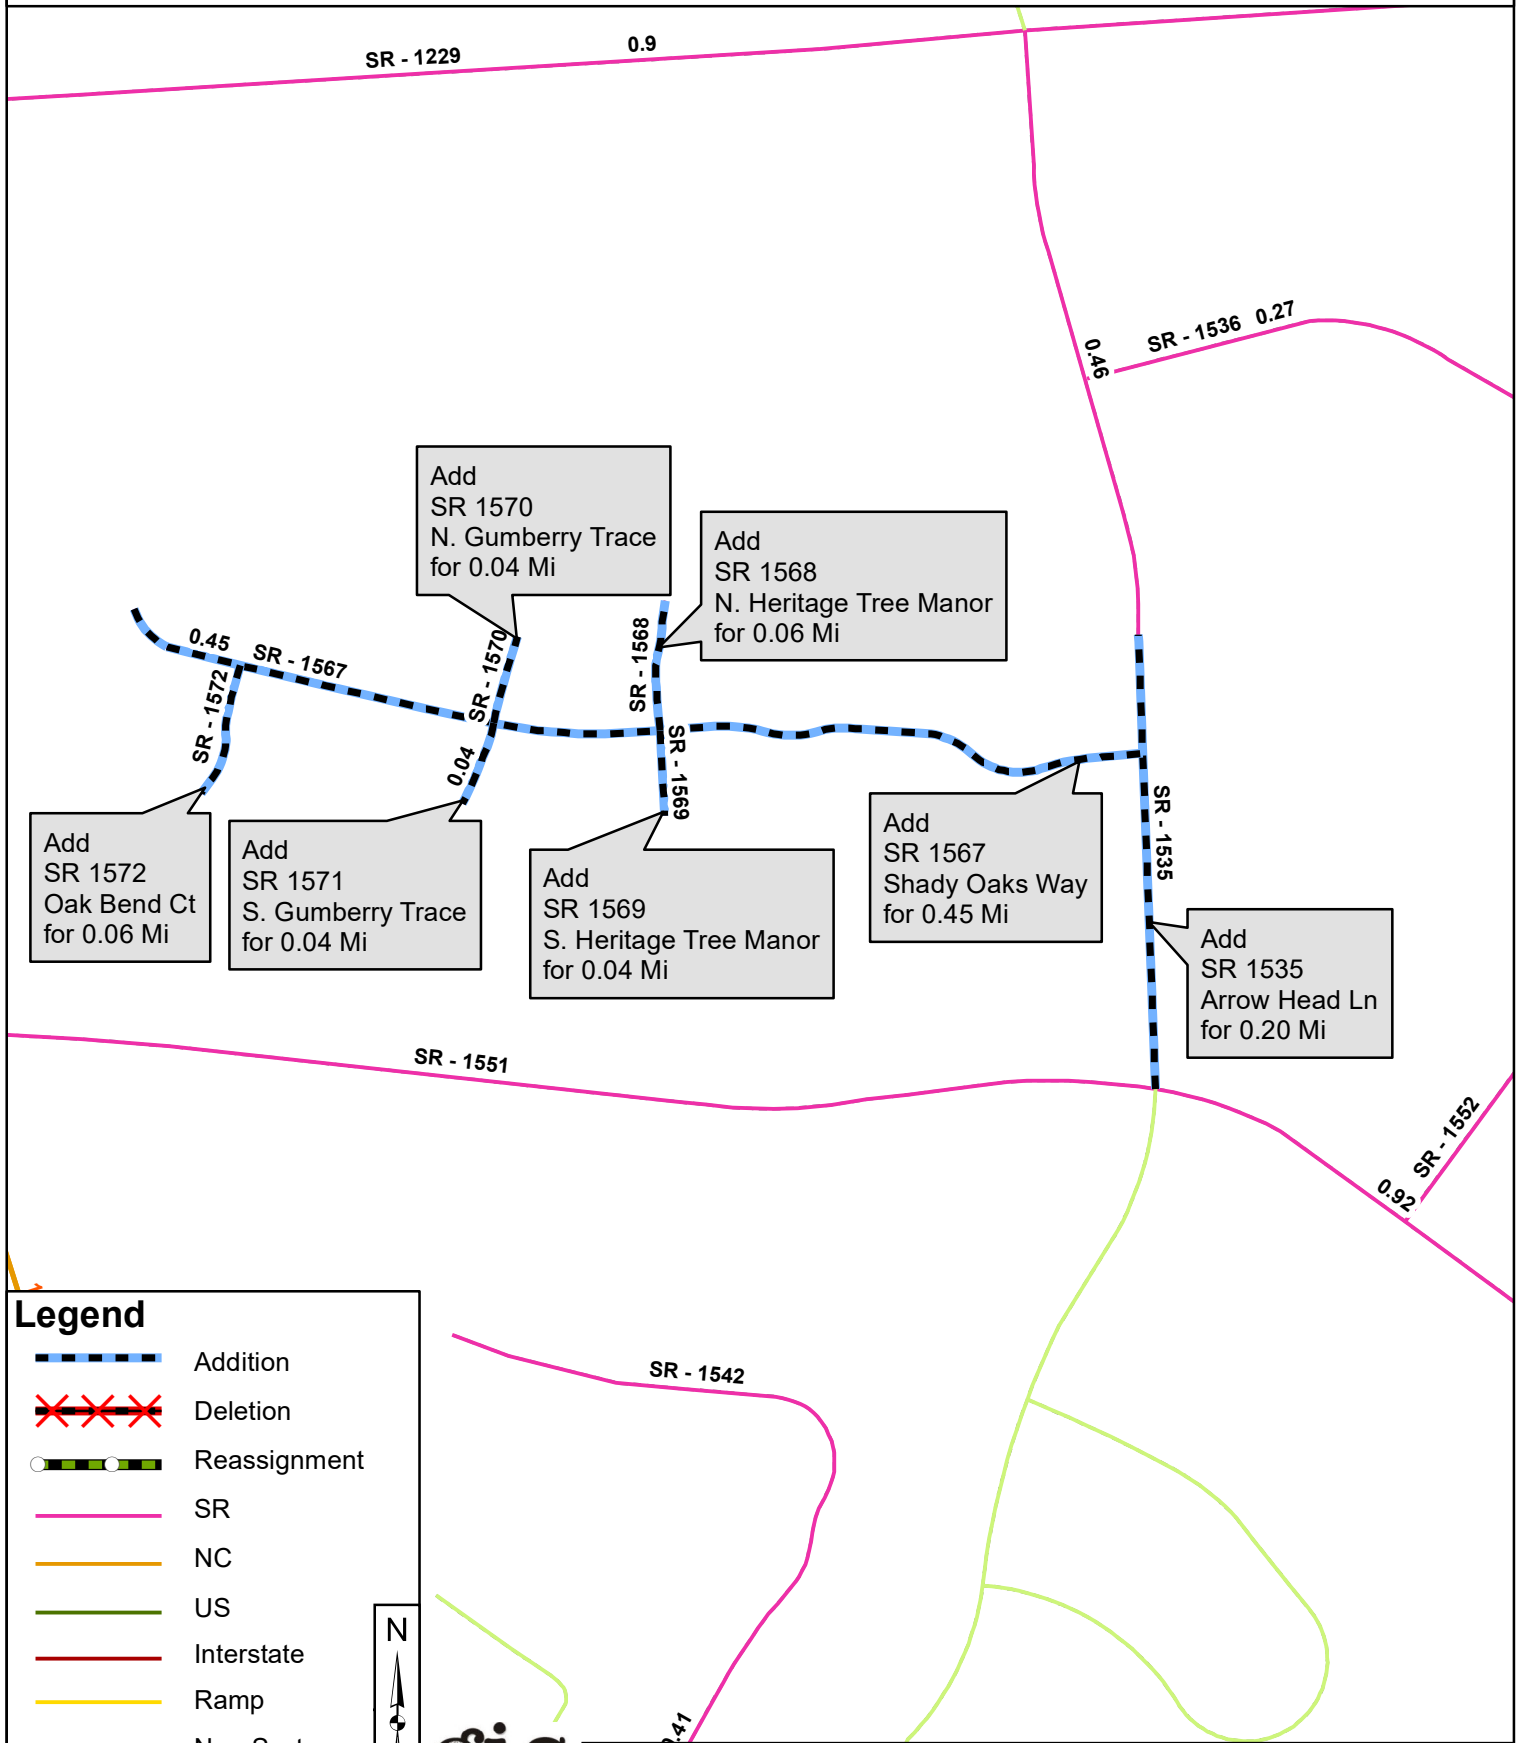 SR - 1229
0.9
0.46
SR - 1536 0.27
Add
SR 1570
N. Gumberry Trace
for 0.04 Mi
Add
SR 1568
N. Heritage Tree Manor
for 0.06 Mi
0.45
SR - 1567
SR - 1572
SR - 1570
0.04
SR - 1568
SR - 1569
SR - 1535
Add
SR 1572
Oak Bend Ct
for 0.06 Mi
Add
SR 1571
S. Gumberry Trace
for 0.04 Mi
Add
SR 1569
S. Heritage Tree Manor
for 0.04 Mi
Add
SR 1567
Shady Oaks Way
for 0.45 Mi
Add
SR 1535
Arrow Head Ln
for 0.20 Mi
SR - 1551
SR - 1552
0.92
SR - 1542
Legend
Addition
Deletion
Reassignment
SR
NC
US
Interstate
Ramp
N